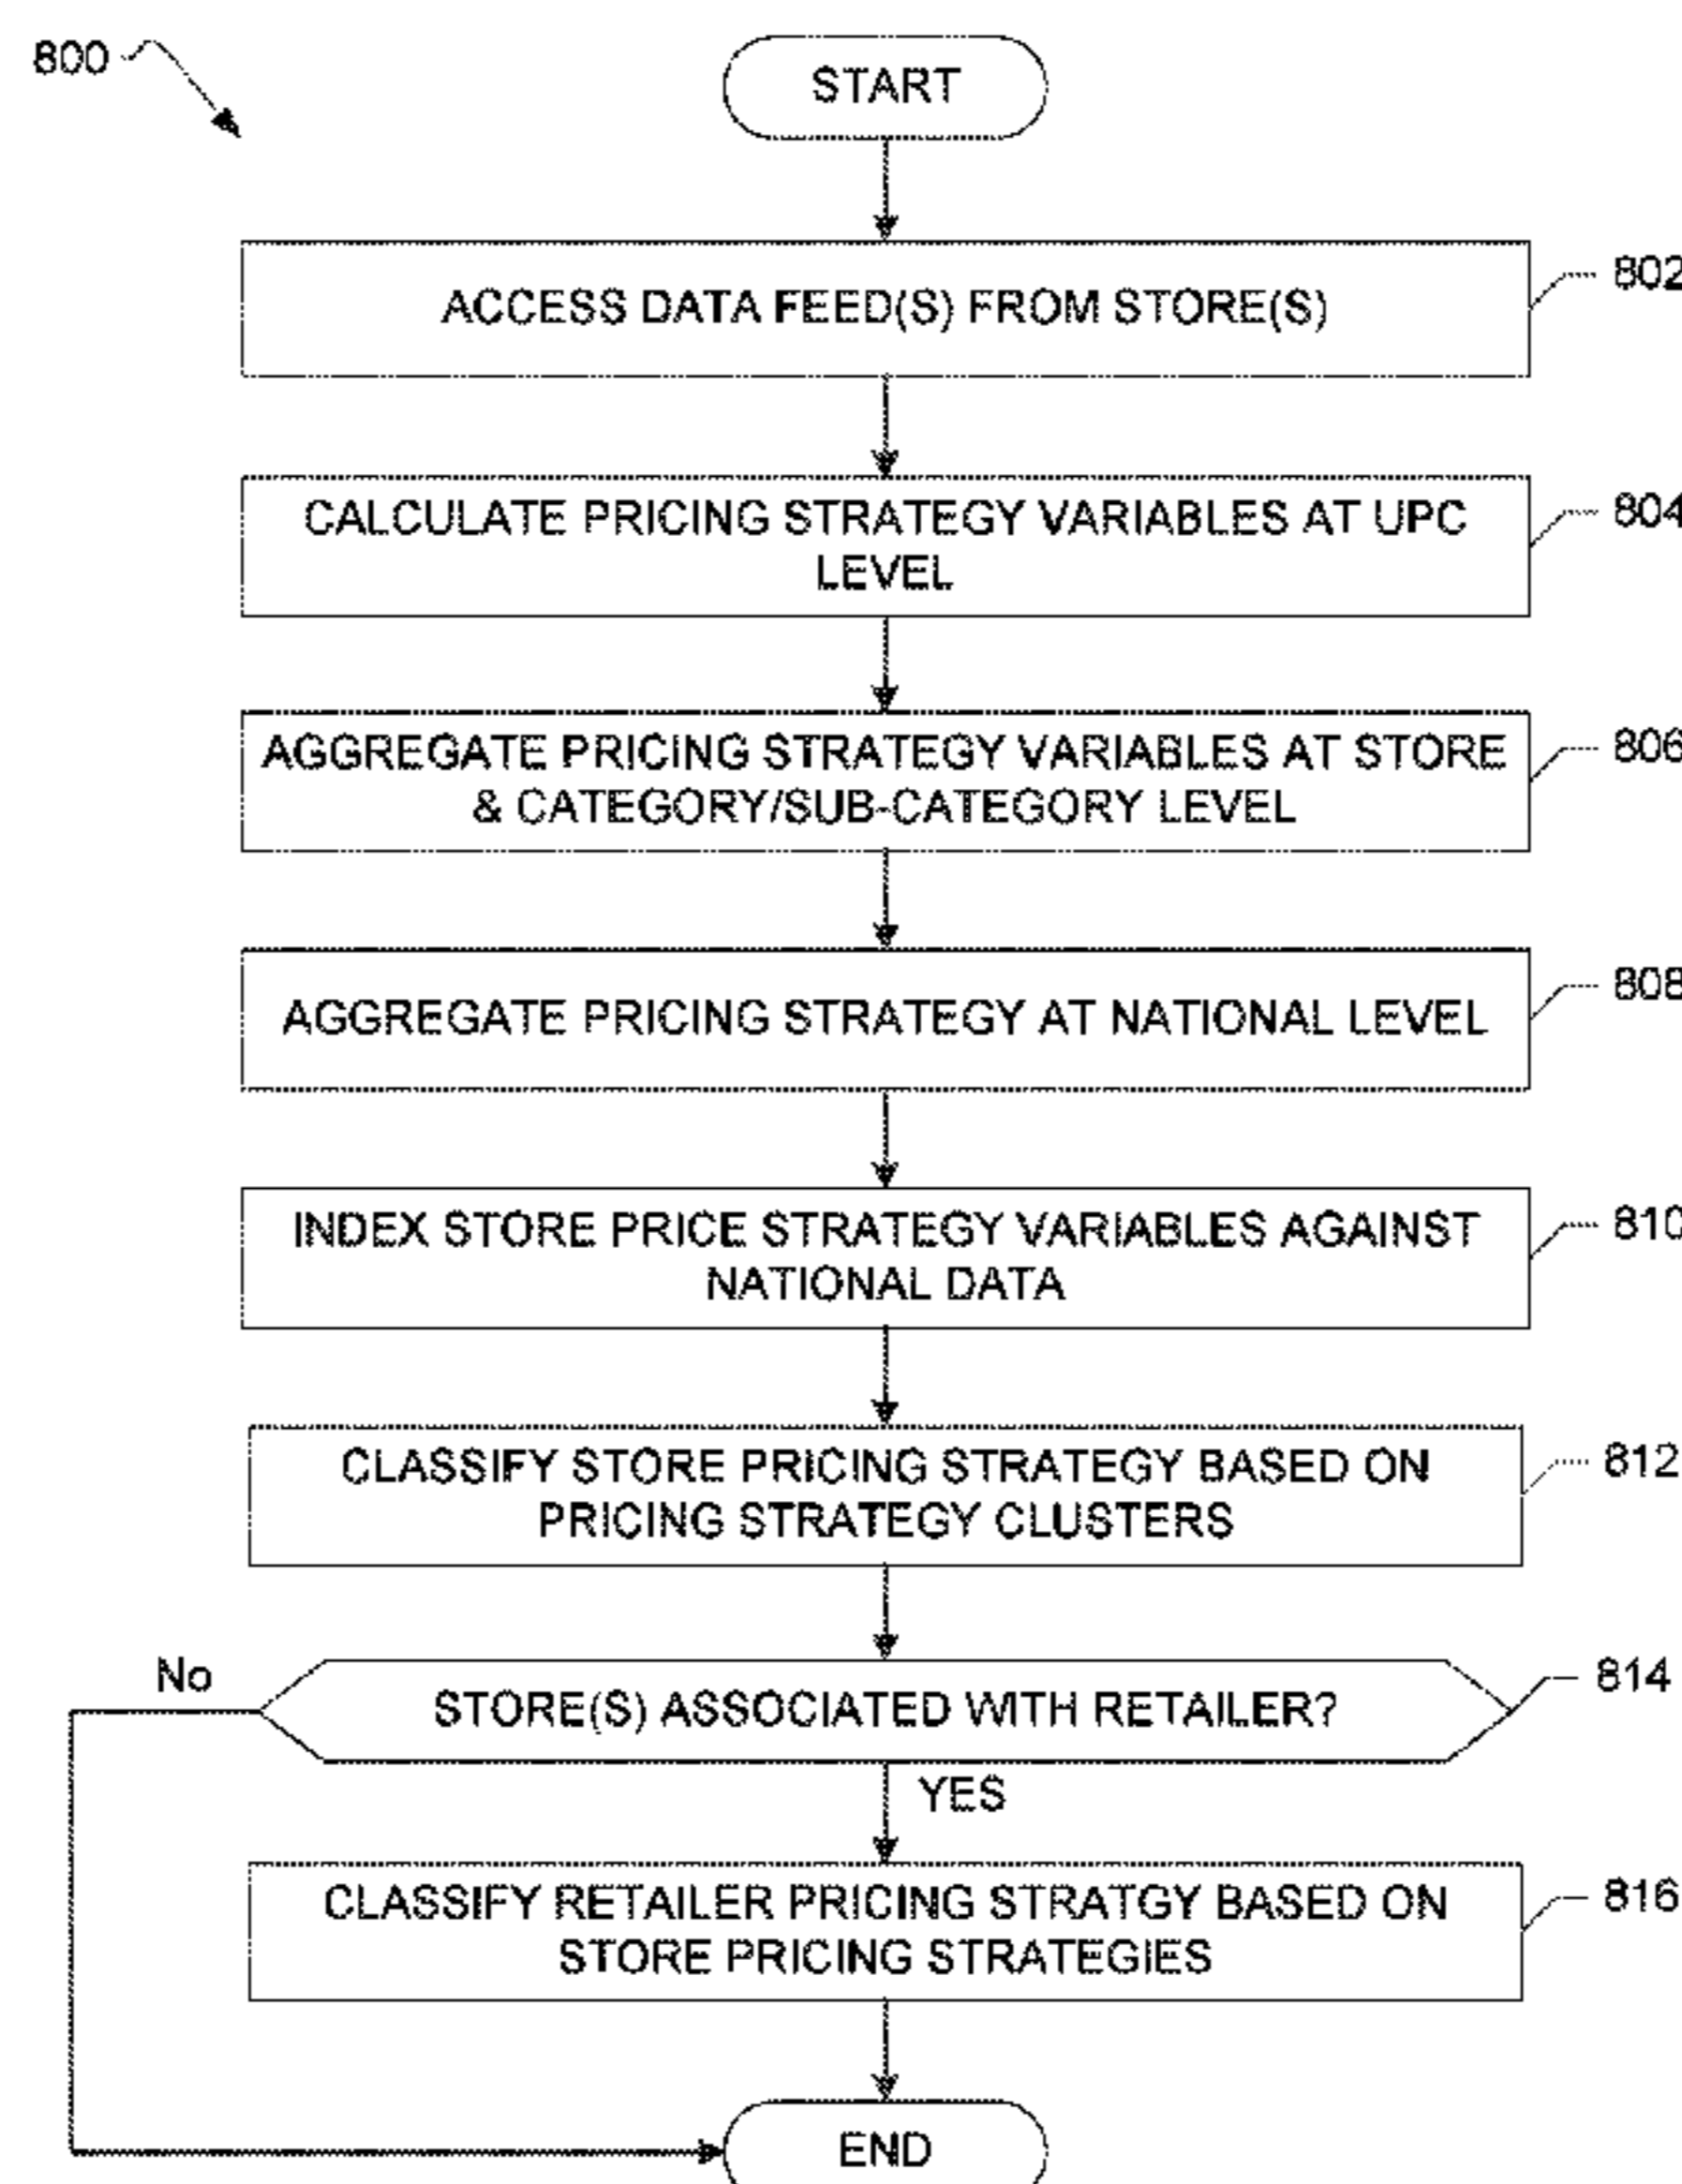 800
START
ACCESS DATA FEED(S) FROM STORE(S)
802
CALCULATE PRICING STRATEGY VARIABLES AT UPC
LEVEL
804
AGGREGATE PRICING STRATEGY VARIABLES AT STORE
& CATEGORY/SUB-CATEGORY LEVEL
806
AGGREGATE PRICING STRATEGY AT NATIONAL LEVEL
808
INDEX STORE PRICE STRATEGY VARIABLES AGAINST
NATIONAL DATA
810
CLASSIFY STORE PRICING STRATEGY BASED ON
PRICING STRATEGY CLUSTERS
812
No
STORE(S) ASSOCIATED WITH RETAILER?
814
YES
CLASSIFY RETAILER PRICING STRATGY BASED ON
STORE PRICING STRATEGIES
816
END